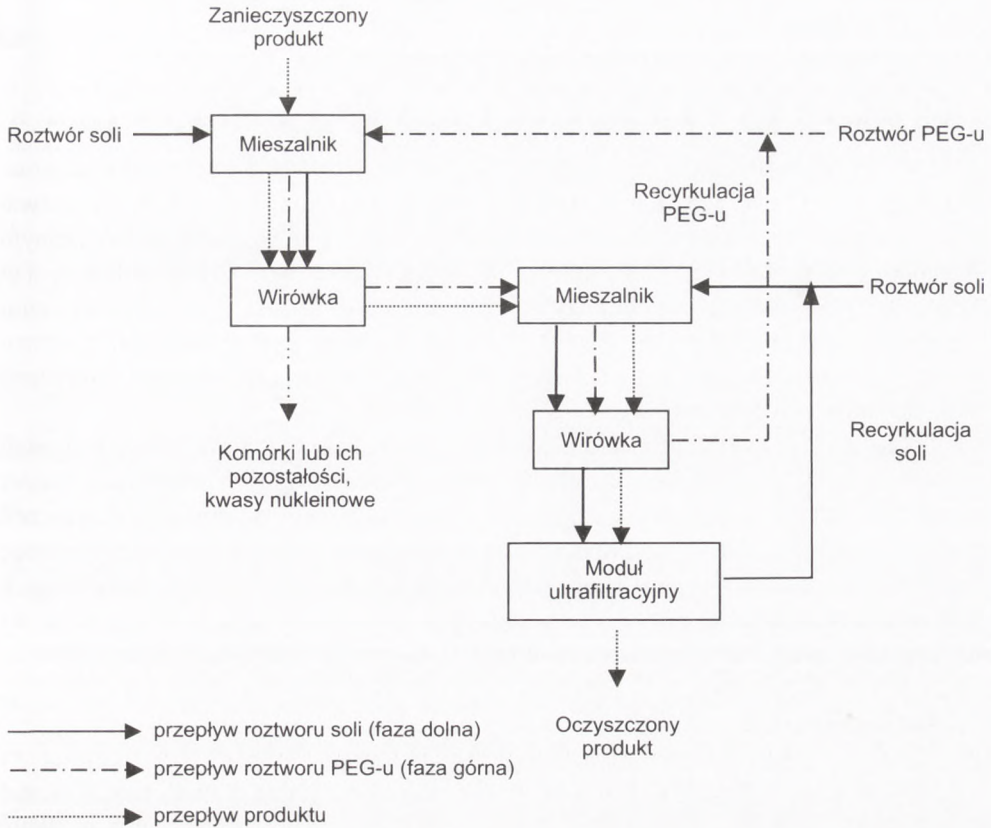 Zanieczyszczony
produkt
Roztwór soli
Mieszalnik
Roztwór PEG-u
Recyrkulacja
PEG-u
Wirówka
Mieszalnik
Roztwór soli
Komórki lub ich
pozostałości,
kwasy nukleinowe
Wirówka
Recyrkulacja
soli
Moduł
ultrafiltracyjny
Oczyszczony
produkt
przepływ roztworu soli (faza dolna)
przepływ roztworu PEG-u (faza górna)
przepływ produktu